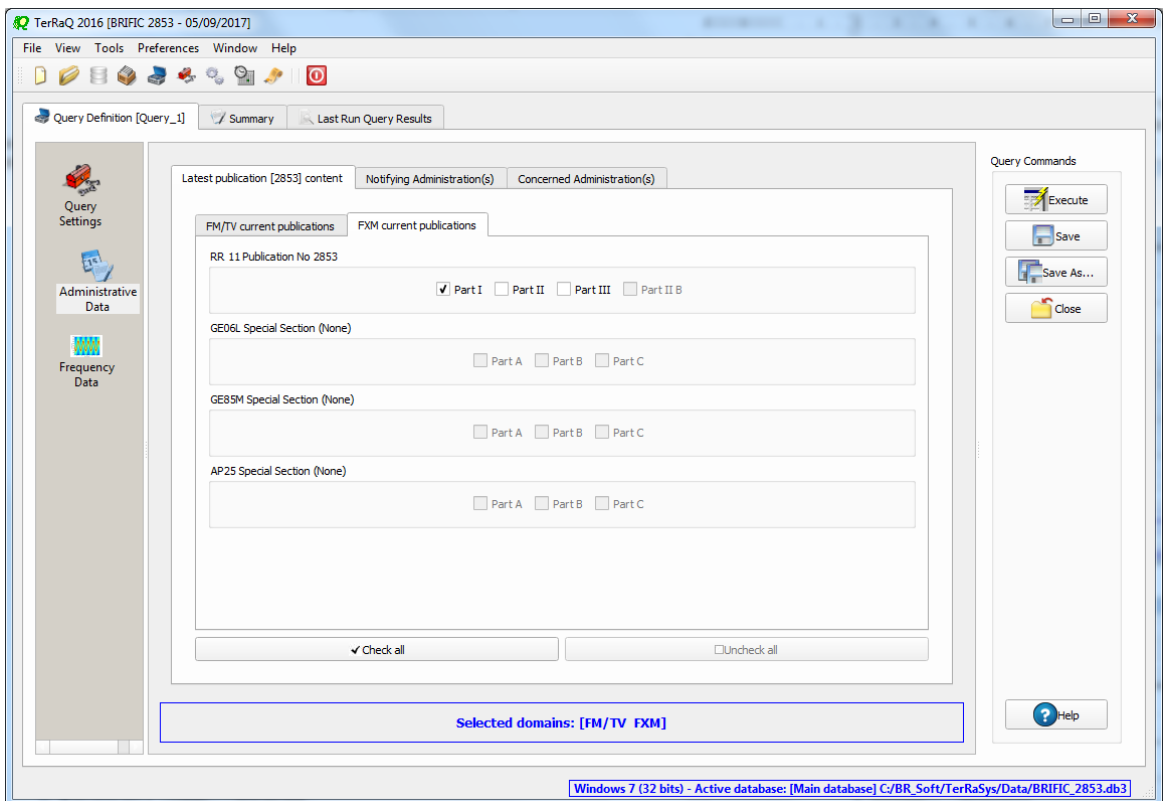 TerRaQ 2016 [BRIFIC 2853 - 05/09/2017]
File View Tools Preferences Window Help
Query Definition [Query_1] Summary Last Run Query Results
Query Settings
Administrative Data
Frequency Data
Latest publication [2853] content Notifying Administration(s) Concerned Administration(s)
FM/TV current publications FXM current publications
RR 11 Publication No 2853
Part I Part II Part III Part II B
GE06L Special Section (None)
Part A Part B Part C
GE85M Special Section (None)
Part A Part B Part C
AP25 Special Section (None)
Part A Part B Part C
Check all Uncheck all
Selected domains: [FM/TV FXM]
Query Commands
Execute
Save
Save As...
Close
Help
Windows 7 (32 bits) - Active database: [Main database] C:/BR_Soft/TerRaSys/Data/BRIFIC_2853.db3